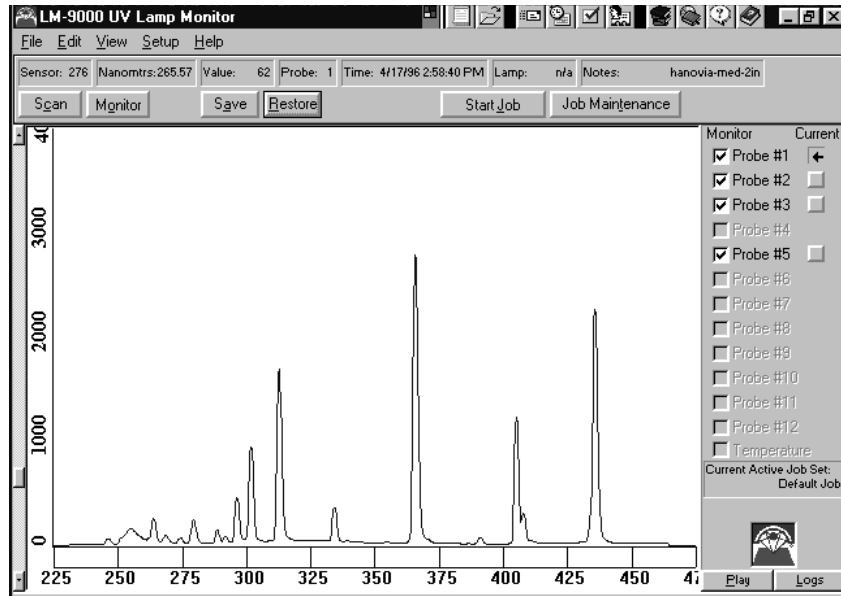 LM-9000 UV Lamp Monitor
File Edit View Setup Help
Sensor: 276 Nanomtrs:265.57 Value: 62 Probe: 1 Time: 4/17/96 2:58:40 PM Lamp: n/a Notes: hanovia-med-2in
Scan Monitor Save Restore Start Job Job Maintenance
Monitor Current
Probe #1
Probe #2
Probe #3
Probe #4
Probe #5
Probe #6
Probe #7
Probe #8
Probe #9
Probe #10
Probe #11
Probe #12
Temperature
Current Active Job Set:
Default Job
Play Logs
40
3000
2000
1000
0
225 250 275 300 325 350 375 400 425 450 47